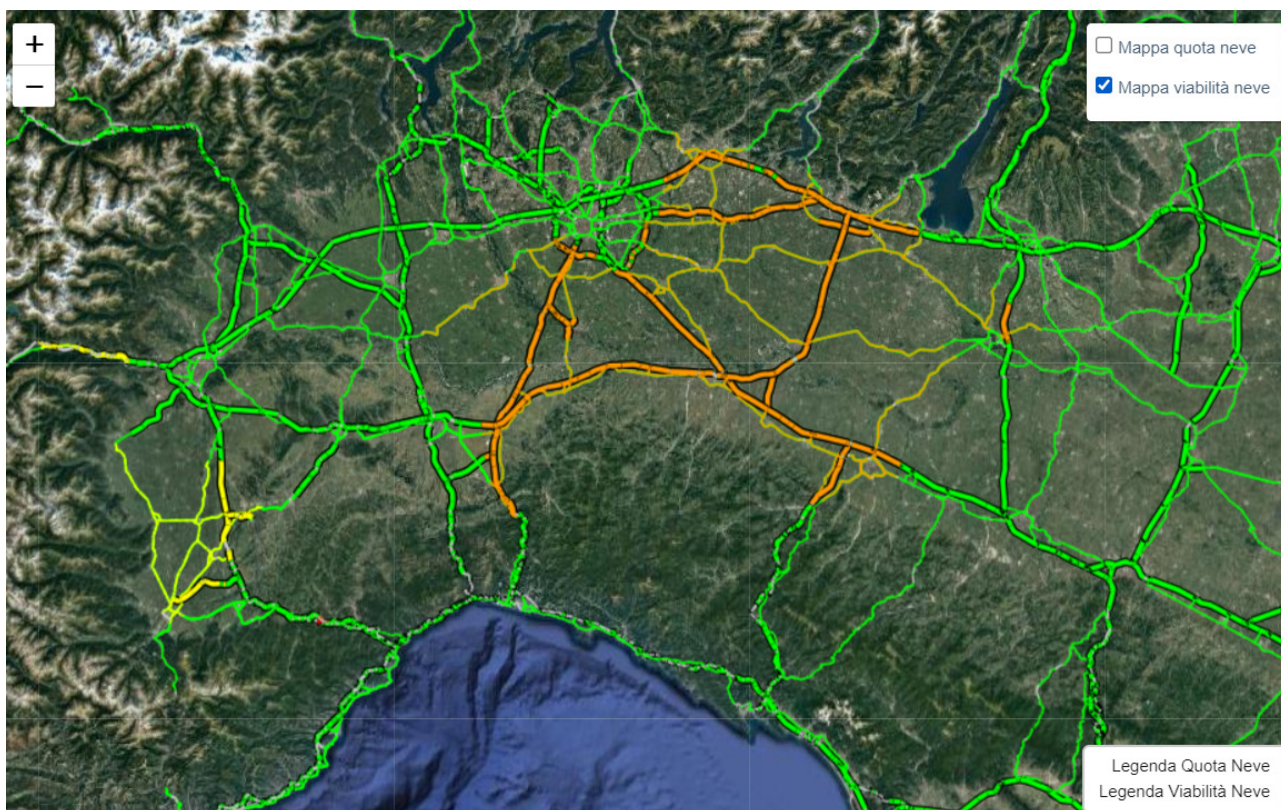 +
−
Mappa quota neve
Mappa viabilità neve
Legenda Quota Neve
Legenda Viabilità Neve